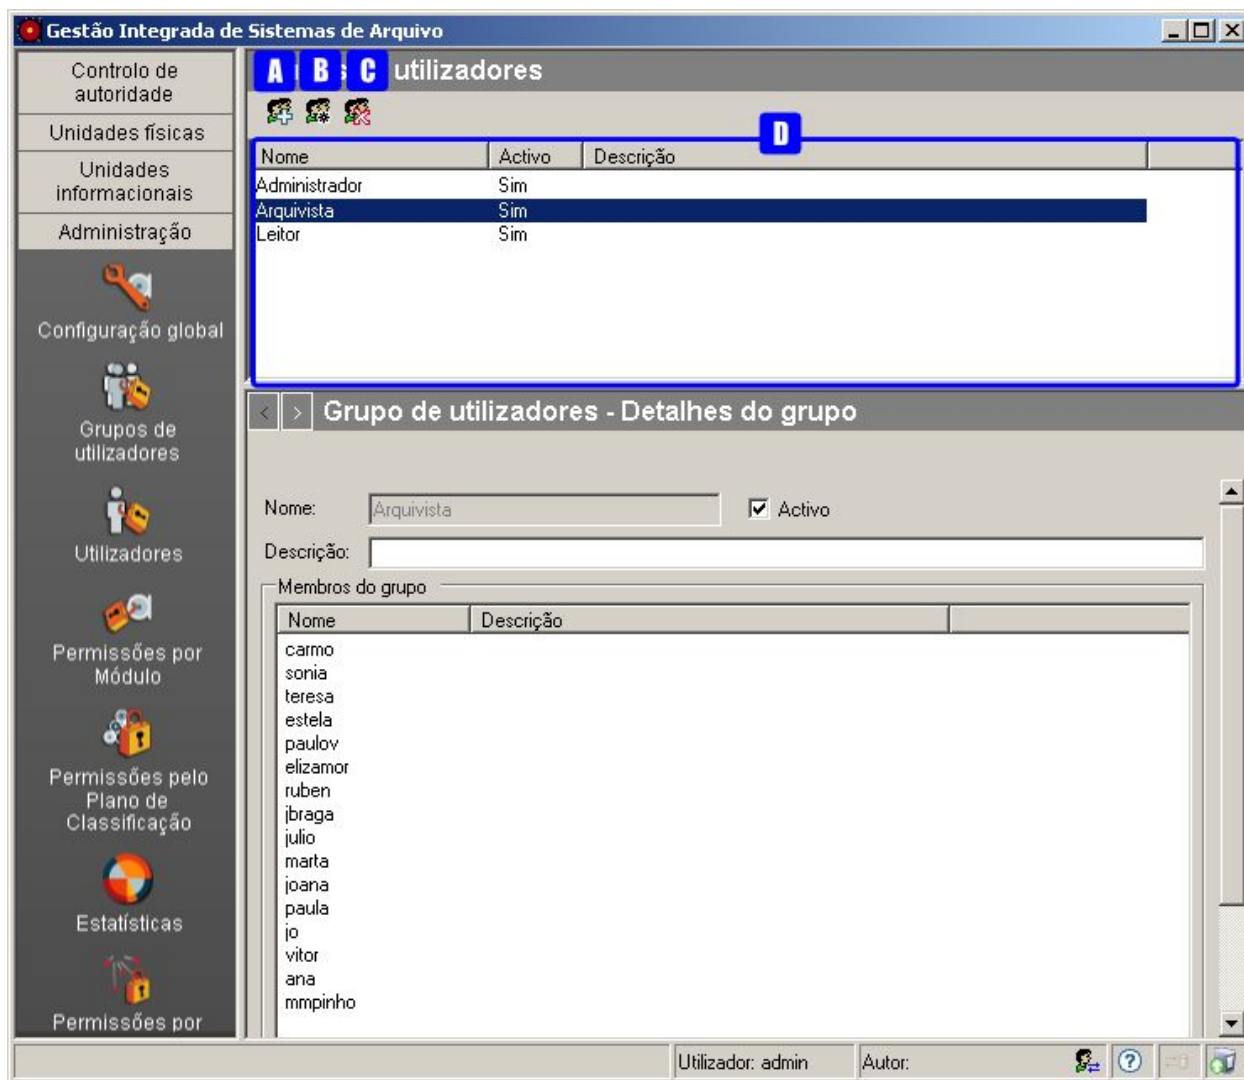 Gestão Integrada de Sistemas de Arquivo
Controlo de
autoridade
Unidades físicas
Unidades
informacionais
Administração
Configuração global
Grupos de
utilizadores
Utilizadores
Permissões por
Módulo
Permissões pelo
Plano de
Classificação
Estatísticas
Permissões por
A B C utilizadores
D
Nome Activo Descrição
Administrador Sim
Arquivista Sim
Leitor Sim
< > Grupo de utilizadores - Detalhes do grupo
Nome: Arquivista Activo
Descrição:
Membros do grupo
Nome Descrição
carmo
sonia
teresa
estela
paulov
elizamor
ruben
jbraga
julio
marta
joana
paula
jo
vitor
ana
mmpinho
Utilizador: admin Autor: